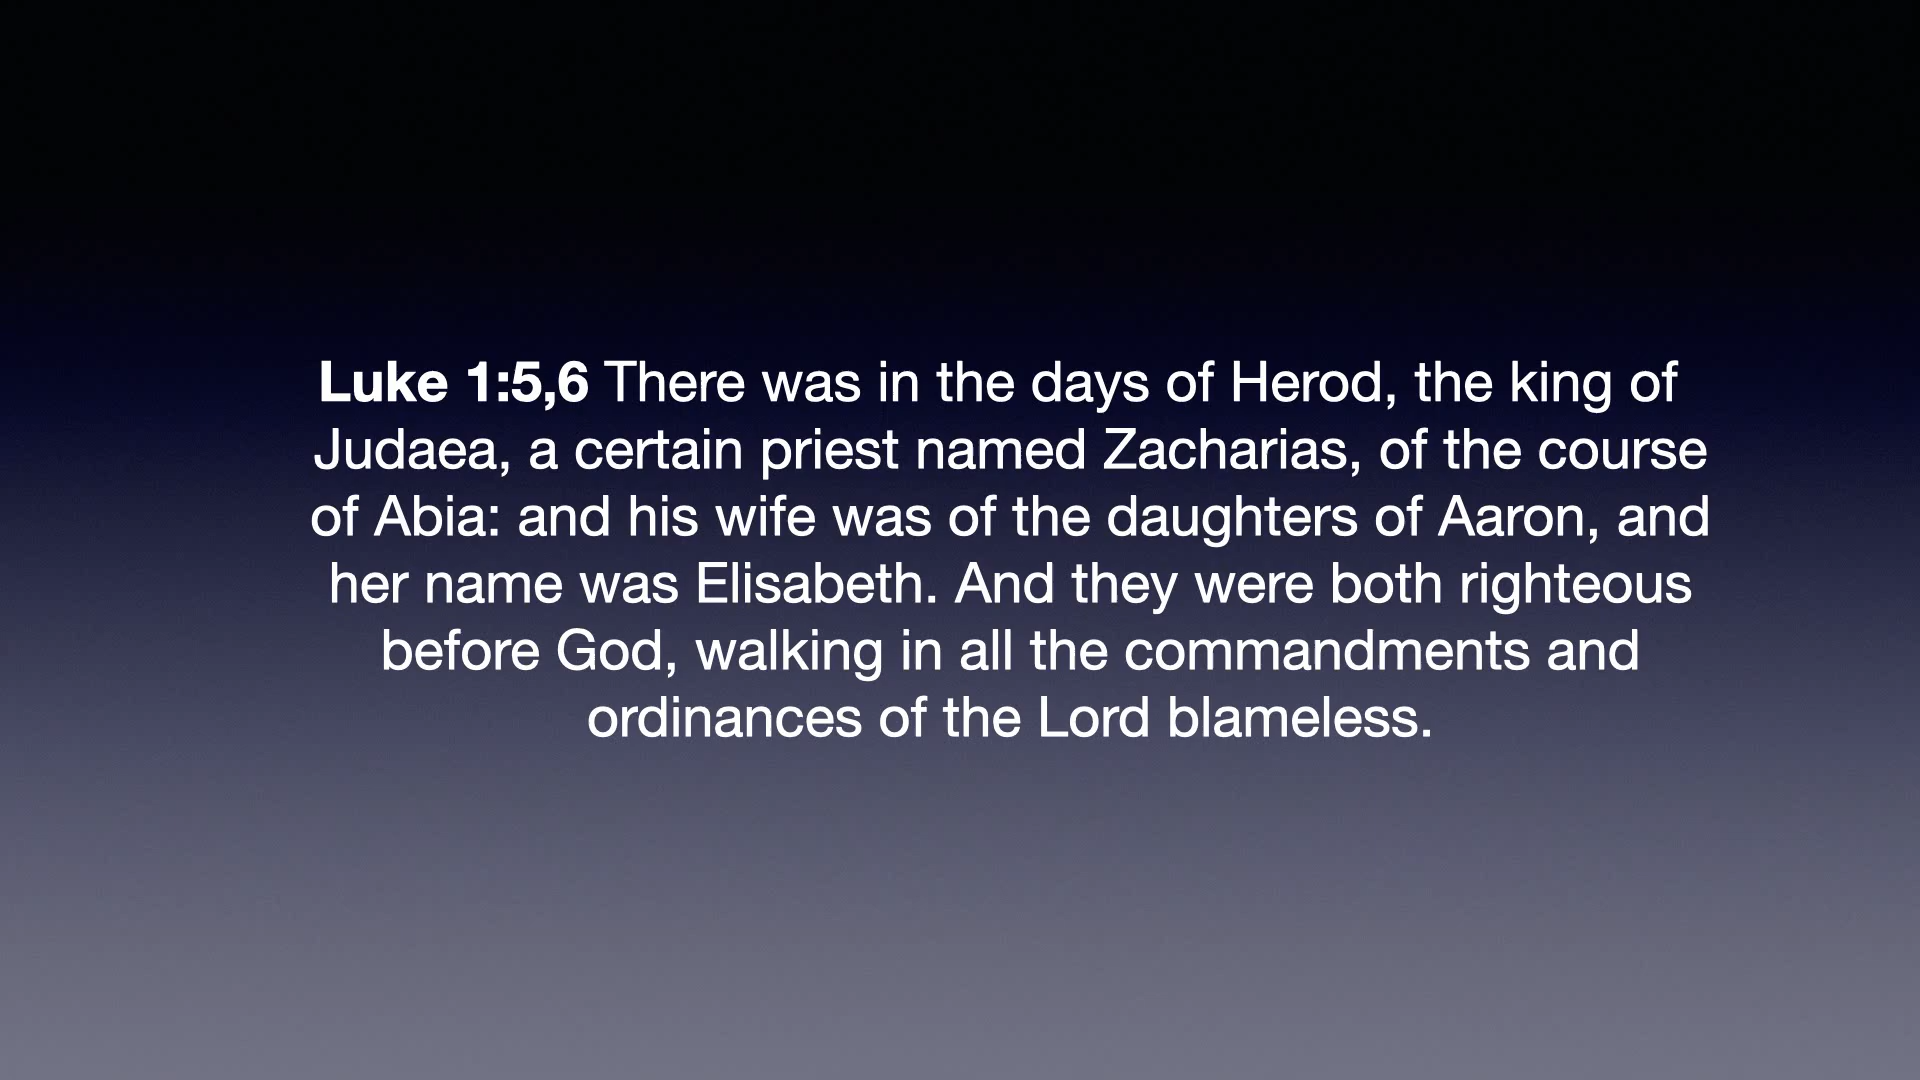 Luke 1:5,6 There was in the days of Herod, the king of
Judaea, a certain priest named Zacharias, of the course
of Abia: and his wife was of the daughters of Aaron, and
her name was Elisabeth. And they were both righteous
before God, walking in all the commandments and
ordinances of the Lord blameless.